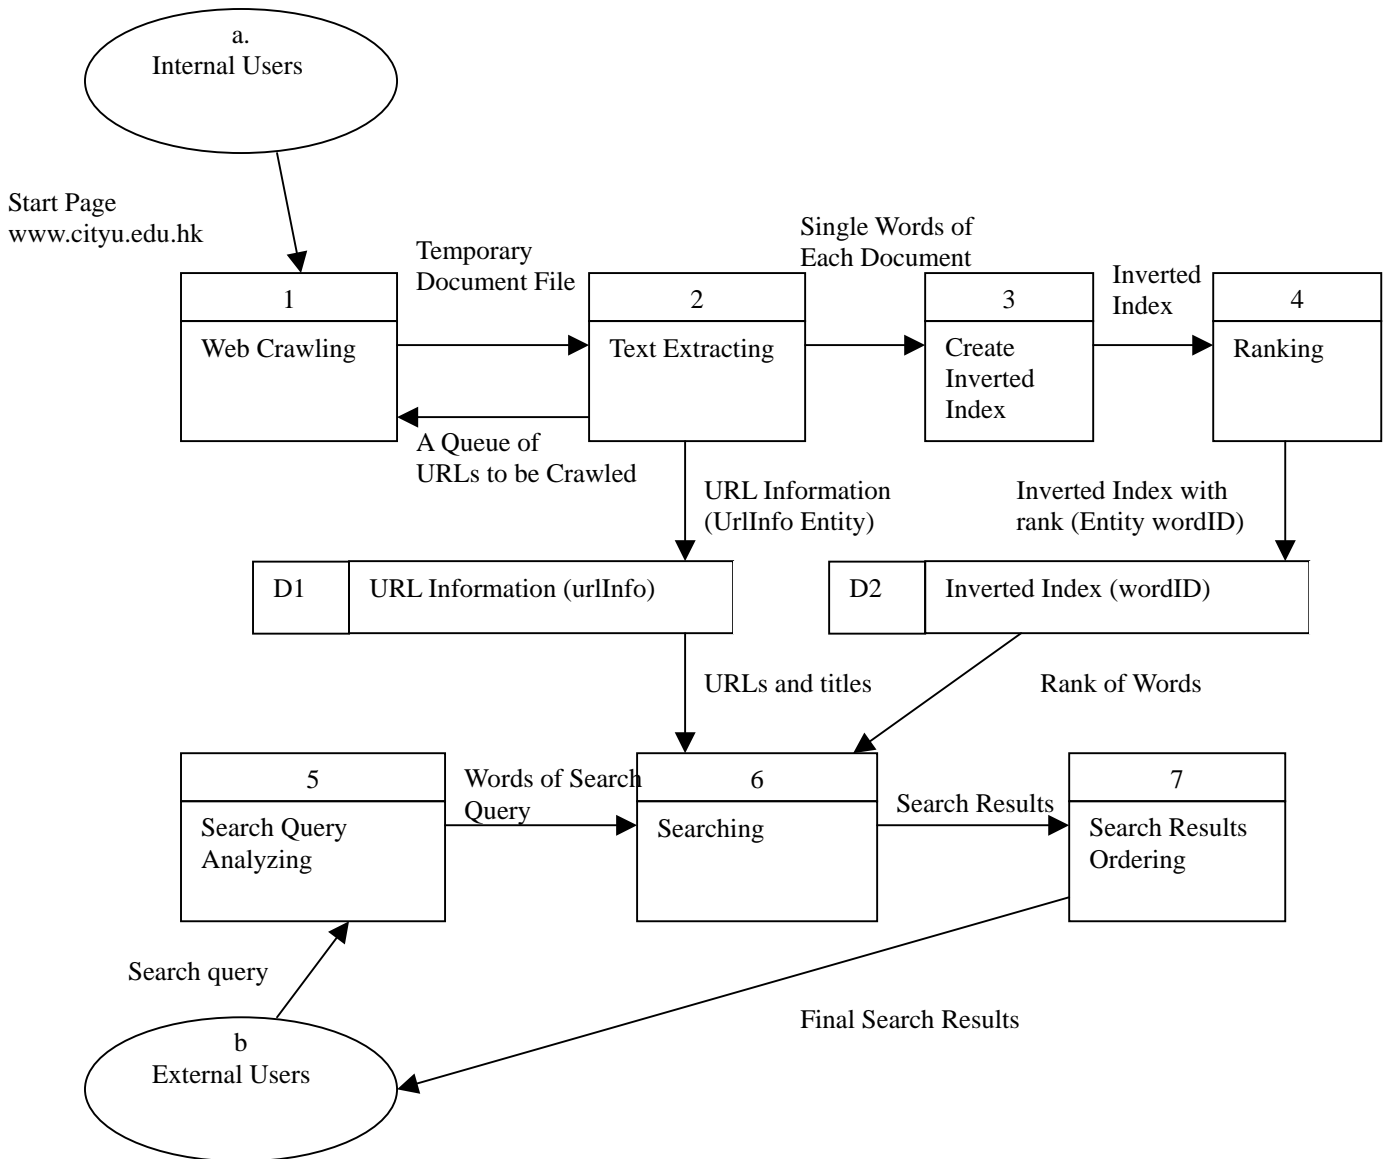 a.
Internal Users
Start Page
www.cityu.edu.hk
Temporary
Document File
Single Words of
Each Document
Inverted
Index
1
Web Crawling
2
Text Extracting
3
Create
Inverted
Index
4
Ranking
A Queue of
URLs to be Crawled
URL Information
(UrlInfo Entity)
Inverted Index with
rank (Entity wordID)
D1
URL Information (urlInfo)
D2
Inverted Index (wordID)
URLs and titles
Rank of Words
5
Search Query
Analyzing
Words of Search
Query
6
Searching
Search Results
7
Search Results
Ordering
Search query
Final Search Results
b
External Users